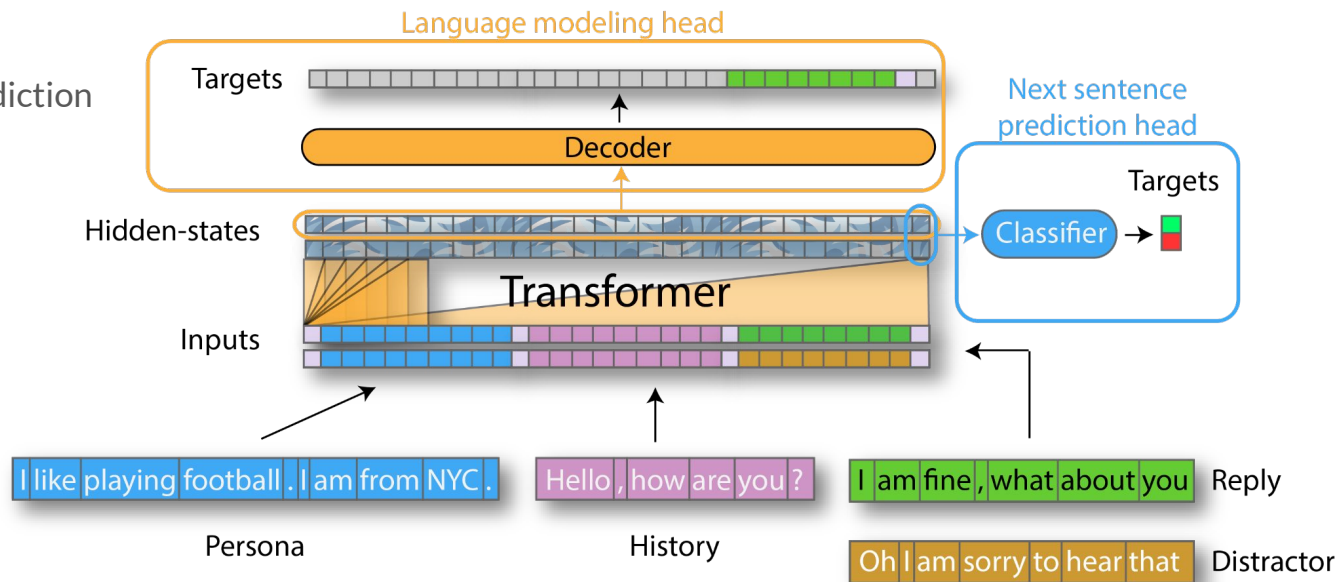 Language modeling head
Targets
diction
Decoder
Next sentence
prediction head
Targets
Hidden-states
Classifier
Transformer
Inputs
I like playing football . I am from NYC .
Hello , how are you ?
I am fine , what about you
Reply
Persona
History
Oh I am sorry to hear that
Distractor